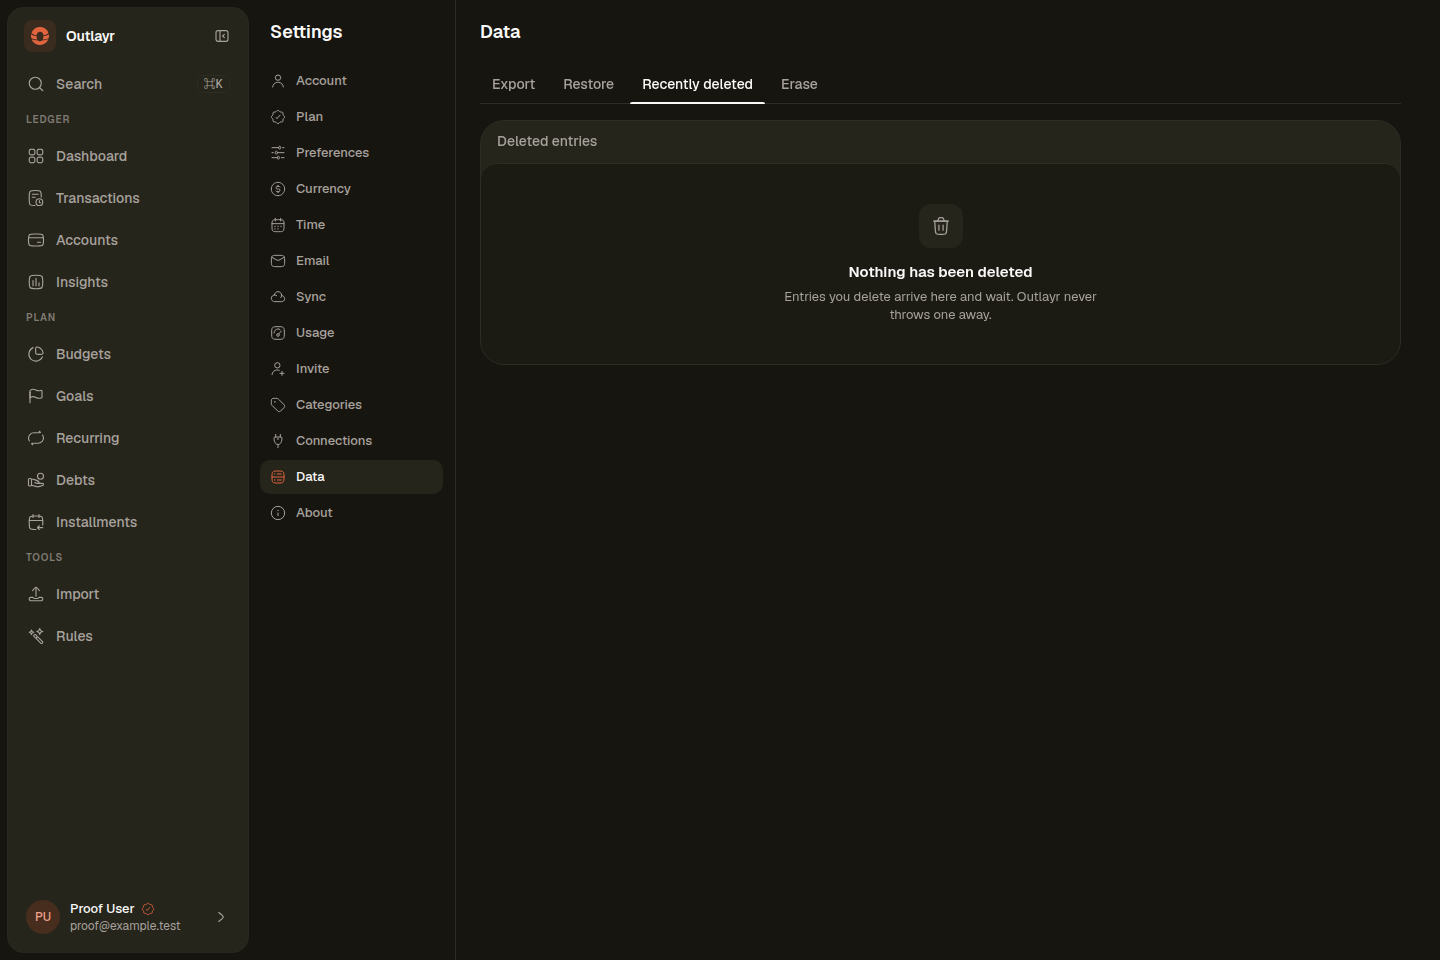 Outlayr
Search ⌘K
LEDGER
Dashboard
Transactions
Accounts
Insights
PLAN
Budgets
Goals
Recurring
Debts
Installments
TOOLS
Import
Rules
PU
Proof User
proof@example.test
Settings
Account
Plan
Preferences
Currency
Time
Email
Sync
Usage
Invite
Categories
Connections
Data
About
Data
Export Restore Recently deleted Erase
Deleted entries
Nothing has been deleted
Entries you delete arrive here and wait. Outlayr never
throws one away.